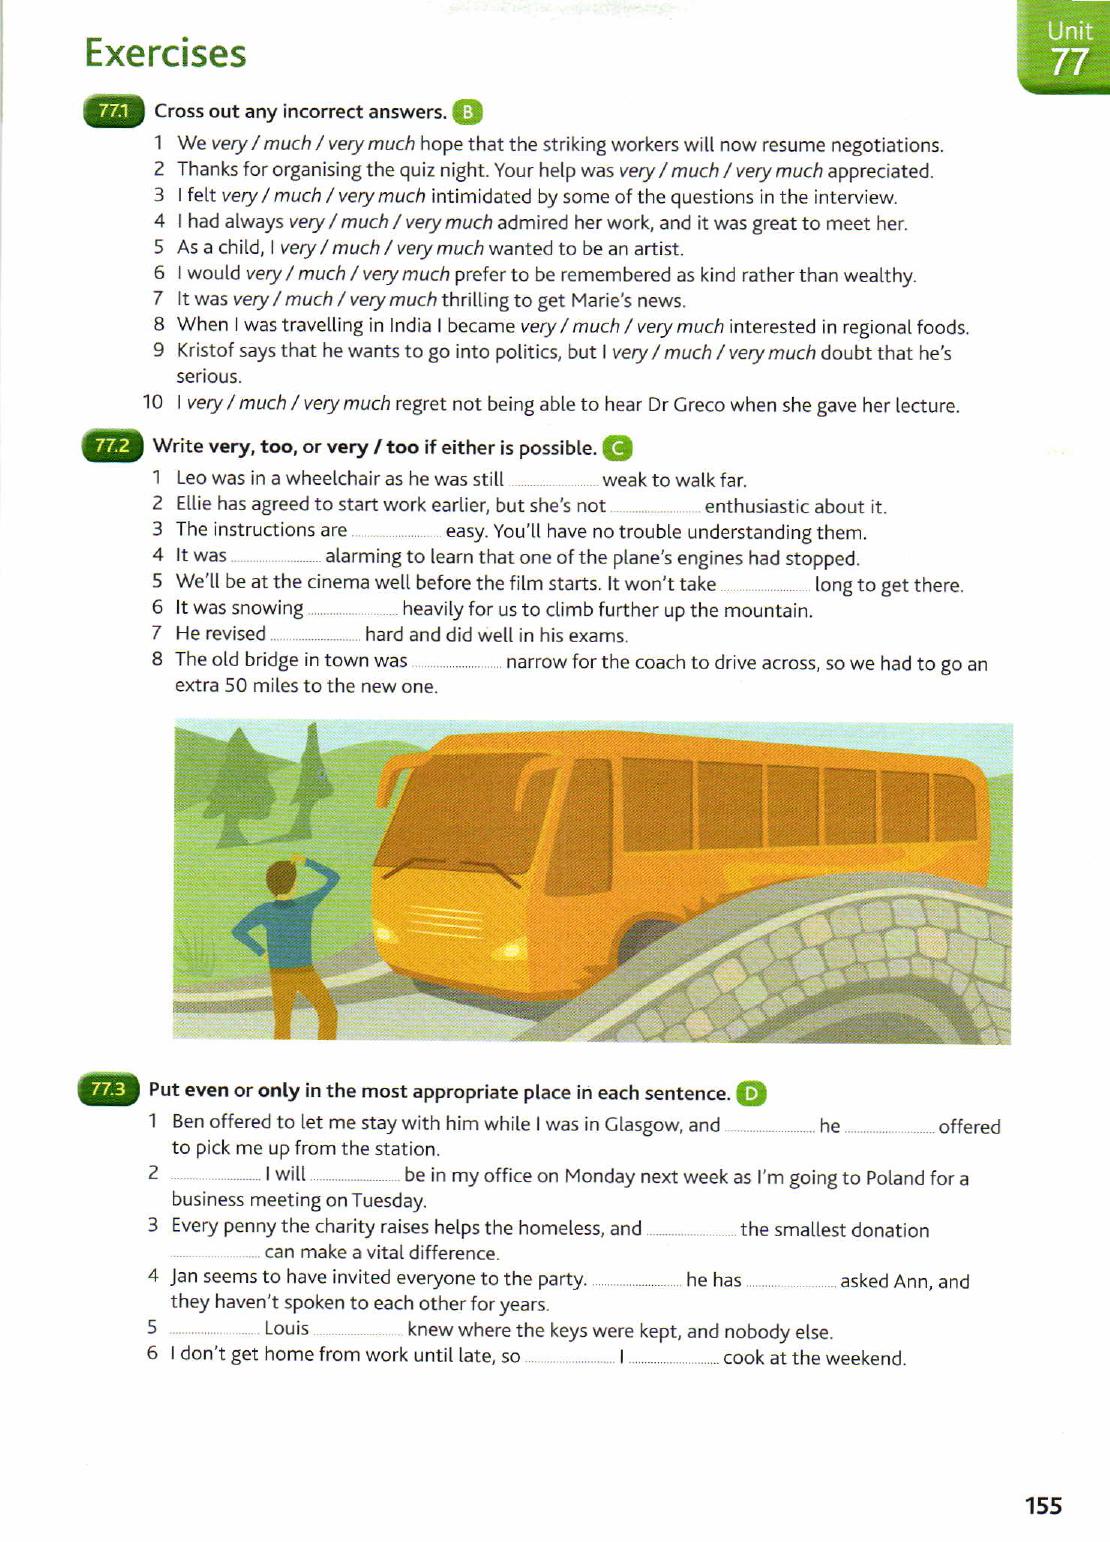 Unit
77
Exercises
77.1 Cross out any incorrect answers. B
1 We very / much / very much hope that the striking workers will now resume negotiations.
2 Thanks for organising the quiz night. Your help was very / much / very much appreciated.
3 I felt very / much / very much intimidated by some of the questions in the interview.
4 I had always very / much / very much admired her work, and it was great to meet her.
5 As a child, I very / much / very much wanted to be an artist.
6 I would very / much / very much prefer to be remembered as kind rather than wealthy.
7 It was very / much / very much thrilling to get Marie's news.
8 When I was travelling in India I became very / much / very much interested in regional foods.
9 Kristof says that he wants to go into politics, but I very / much / very much doubt that he's
serious.
10 I very / much / very much regret not being able to hear Dr Greco when she gave her lecture.
77.2 Write very, too, or very / too if either is possible. C
1 Leo was in a wheelchair as he was still .................... weak to walk far.
2 Ellie has agreed to start work earlier, but she's not .................... enthusiastic about it.
3 The instructions are .................... easy. You'll have no trouble understanding them.
4 It was .................... alarming to learn that one of the plane's engines had stopped.
5 We'll be at the cinema well before the film starts. It won't take .................... long to get there.
6 It was snowing .................... heavily for us to climb further up the mountain.
7 He revised .................... hard and did well in his exams.
8 The old bridge in town was .................... narrow for the coach to drive across, so we had to go an
extra 50 miles to the new one.
77.3 Put even or only in the most appropriate place in each sentence. D
1 Ben offered to let me stay with him while I was in Glasgow, and .................... he .................... offered
to pick me up from the station.
2 .................... I will .................... be in my office on Monday next week as I'm going to Poland for a
business meeting on Tuesday.
3 Every penny the charity raises helps the homeless, and .................... the smallest donation
.................... can make a vital difference.
4 Jan seems to have invited everyone to the party. .................... he has .................... asked Ann, and
they haven't spoken to each other for years.
5 .................... Louis .................... knew where the keys were kept, and nobody else.
6 I don't get home from work until late, so .................... I .................... cook at the weekend.
155